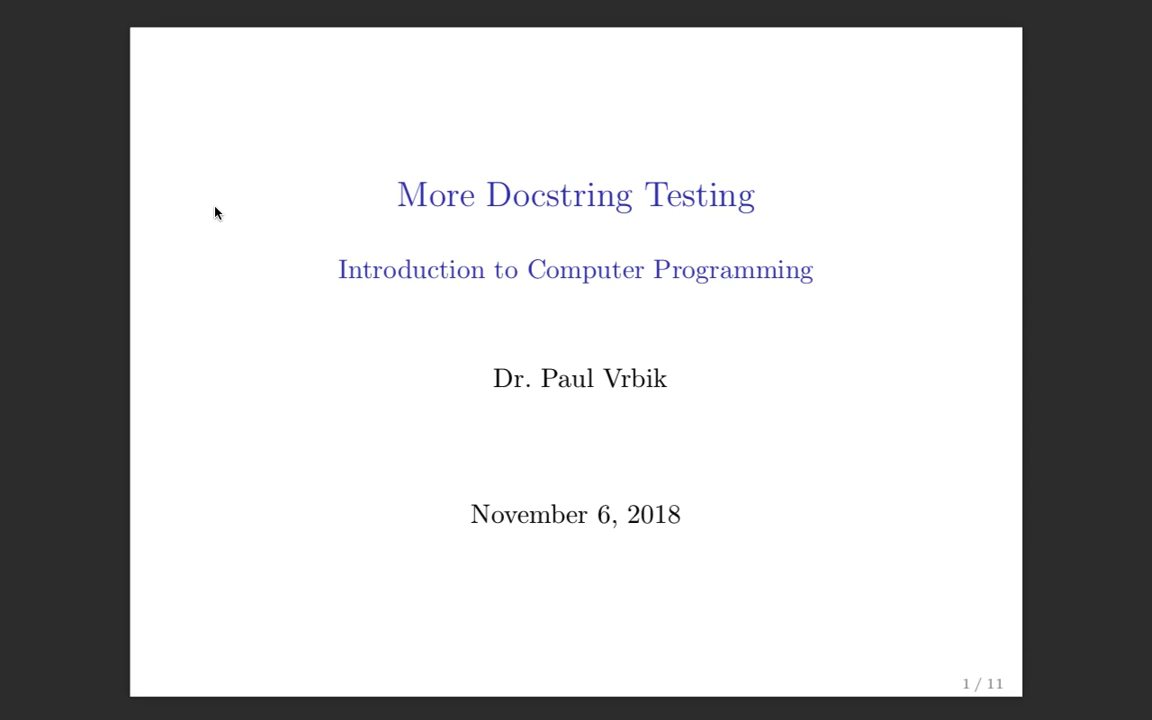 More Docstring Testing
Introduction to Computer Programming
Dr. Paul Vrbik
November 6, 2018
1 / 11